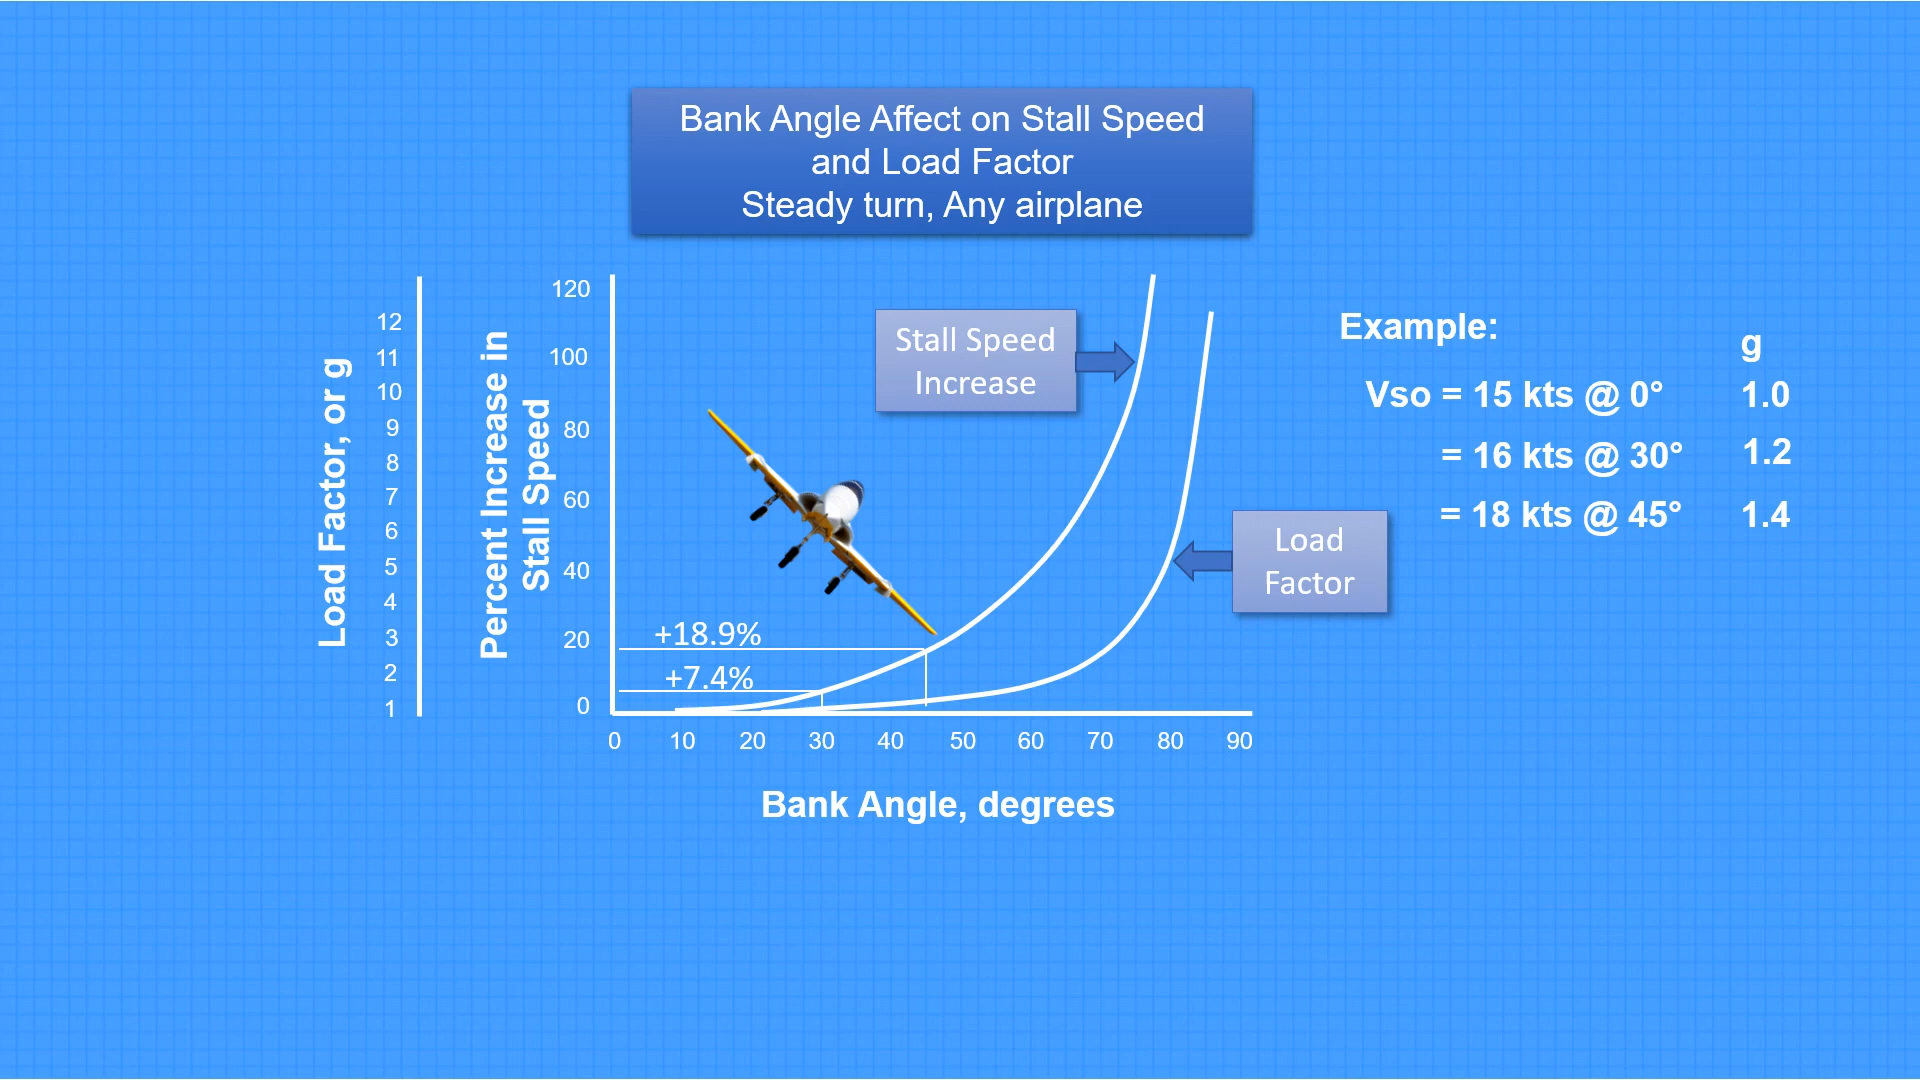 Bank Angle Affect on Stall Speed
and Load Factor
Steady turn, Any airplane
Load Factor, or g
12
11
10
9
8
7
6
5
4
3
2
1
Percent Increase in
Stall Speed
120
100
80
60
40
20
0
Stall Speed
Increase
Load
Factor
+18.9%
+7.4%
0 10 20 30 40 50 60 70 80 90
Bank Angle, degrees
Example:
g
Vso = 15 kts @ 0° 1.0
= 16 kts @ 30° 1.2
= 18 kts @ 45° 1.4